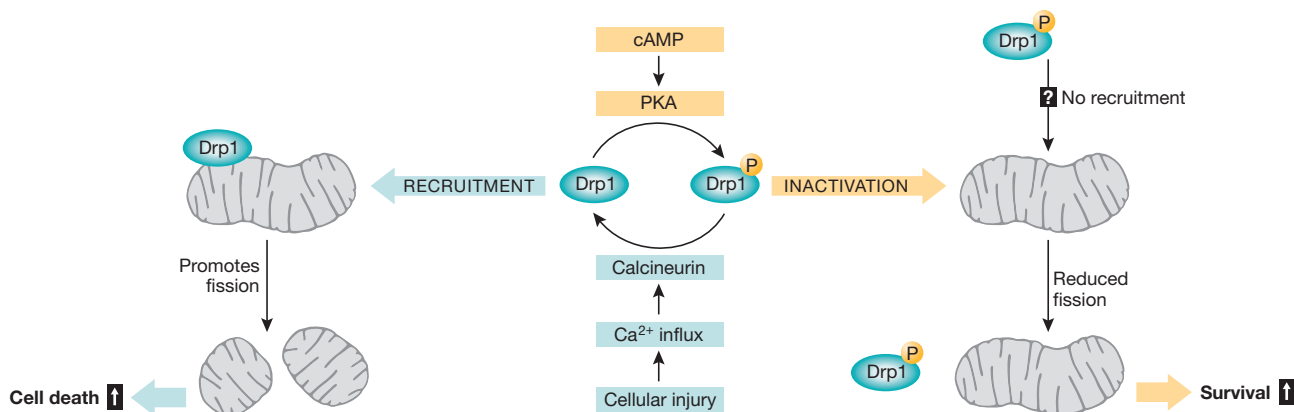 cAMP
PKA
P
Drp1
? No recruitment
Drp1
RECRUITMENT
Drp1
P
Drp1
INACTIVATION
Promotes
fission
Calcineurin
Ca²⁺ influx
Cellular injury
Reduced
fission
P
Drp1
Cell death ↑
Survival ↑